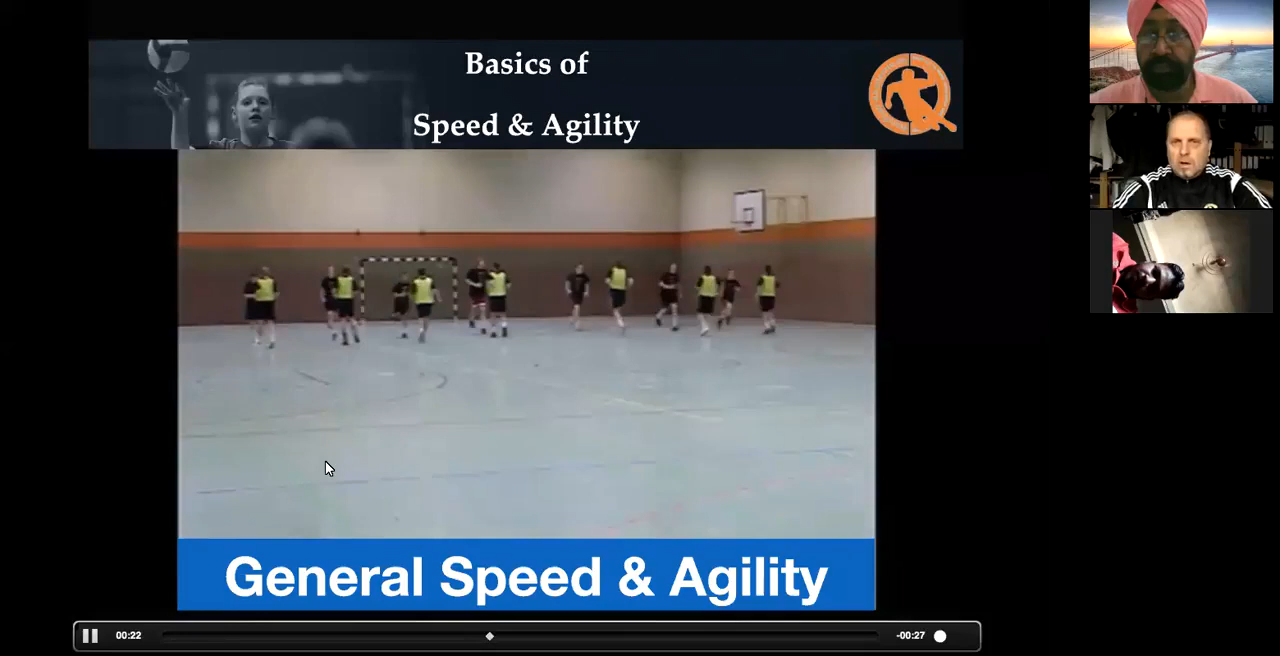 Basics of
Speed & Agility
General Speed & Agility
00:22
-00:27